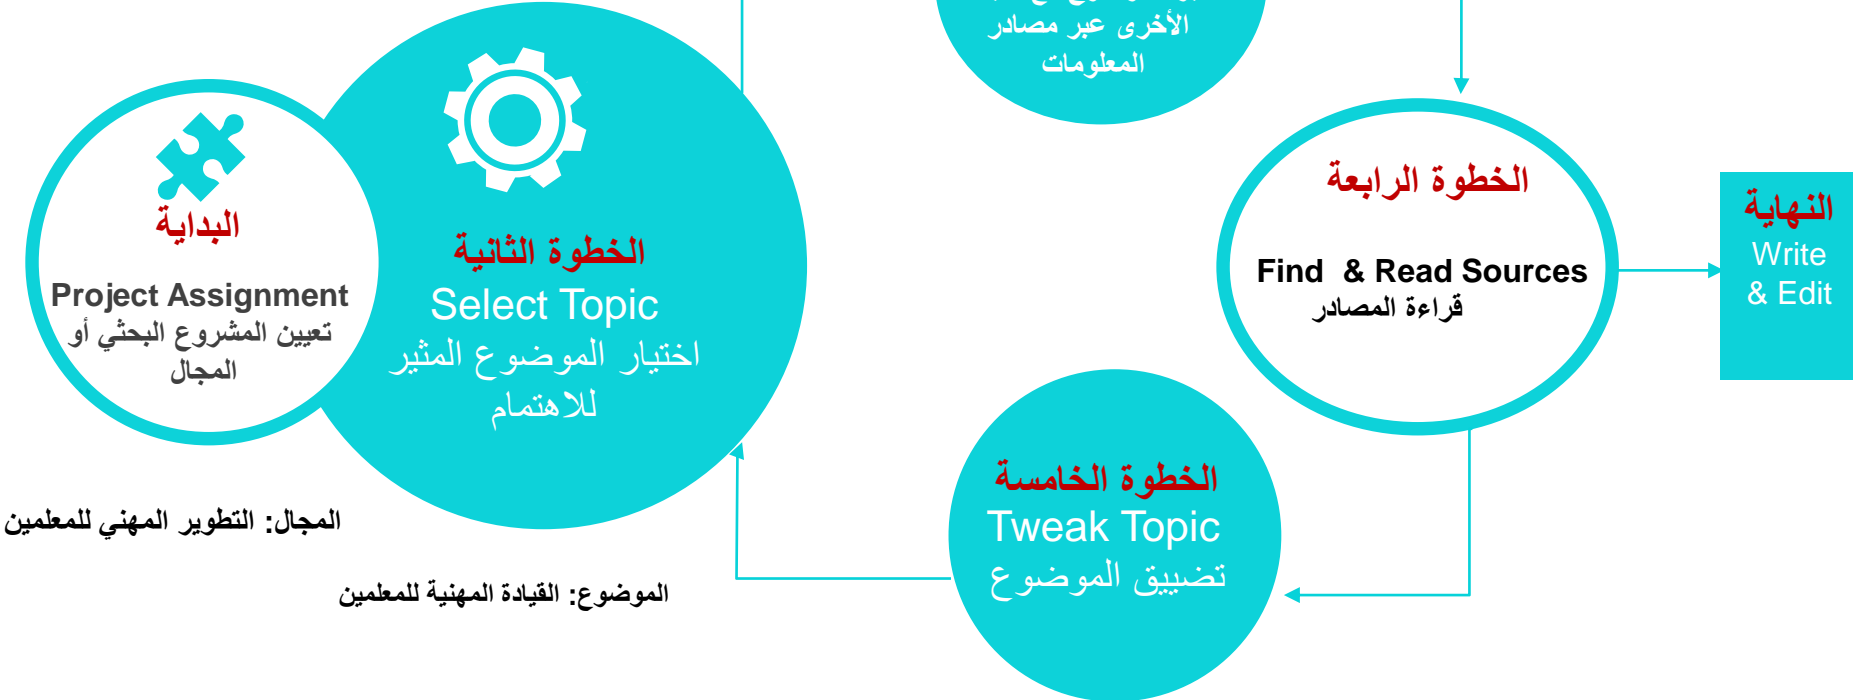 الأخرى عبر مصادر
المعلومات
البداية
Project Assignment
تعيين المشروع البحثي أو
المجال
الخطوة الثانية
Select Topic
اختيار الموضوع المثير
للاهتمام
الخطوة الرابعة
Find & Read Sources
قراءة المصادر
النهاية
Write
& Edit
الخطوة الخامسة
Tweak Topic
تضييق الموضوع
المجال: التطوير المهني للمعلمين
الموضوع: القيادة المهنية للمعلمين